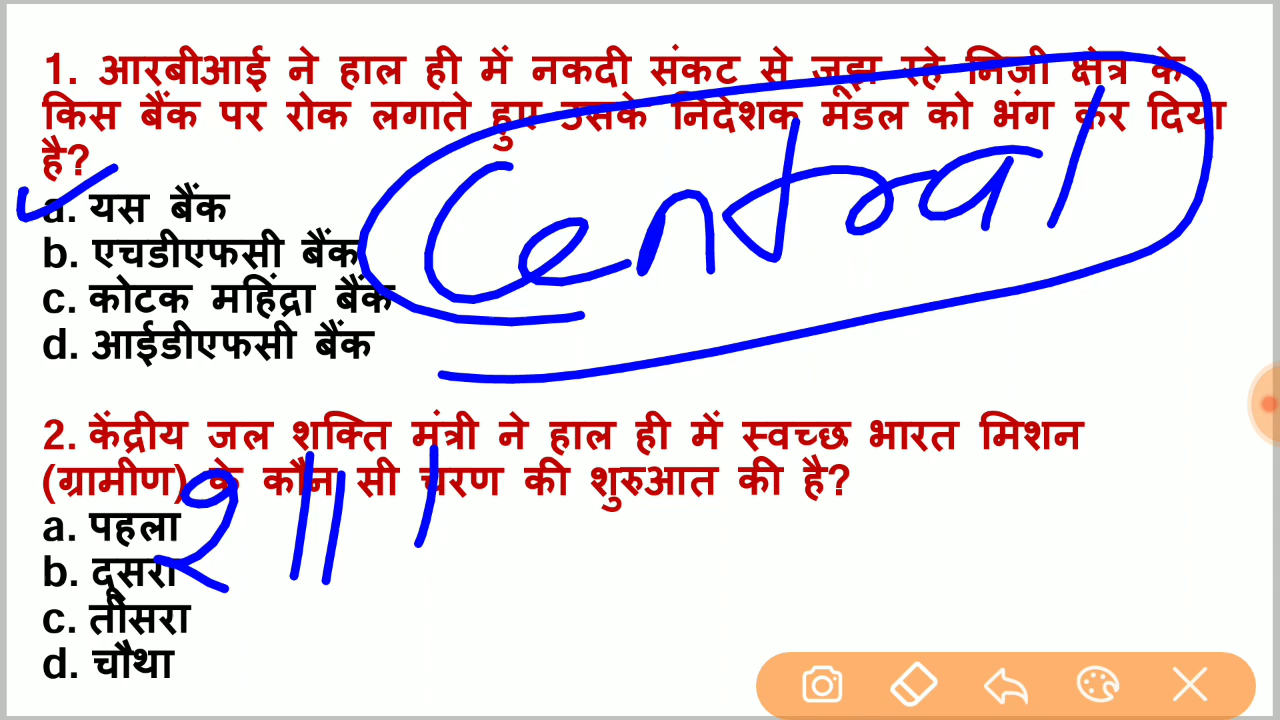 1. आरबीआई ने हाल ही में नकदी संकट से जूझ रहे निजी क्षेत्र के
किस बैंक पर रोक लगाते हुए उसके निदेशक मंडल को भंग कर दिया
है?
a. यस बैंक
b. एचडीएफसी बैंक
c. कोटक महिंद्रा बैंक
d. आईडीएफसी बैंक
Central
2. केंद्रीय जल शक्ति मंत्री ने हाल ही में स्वच्छ भारत मिशन
(ग्रामीण) के कौन सी चरण की शुरुआत की है?
a. पहला
b. दूसरा
c. तीसरा
d. चौथा